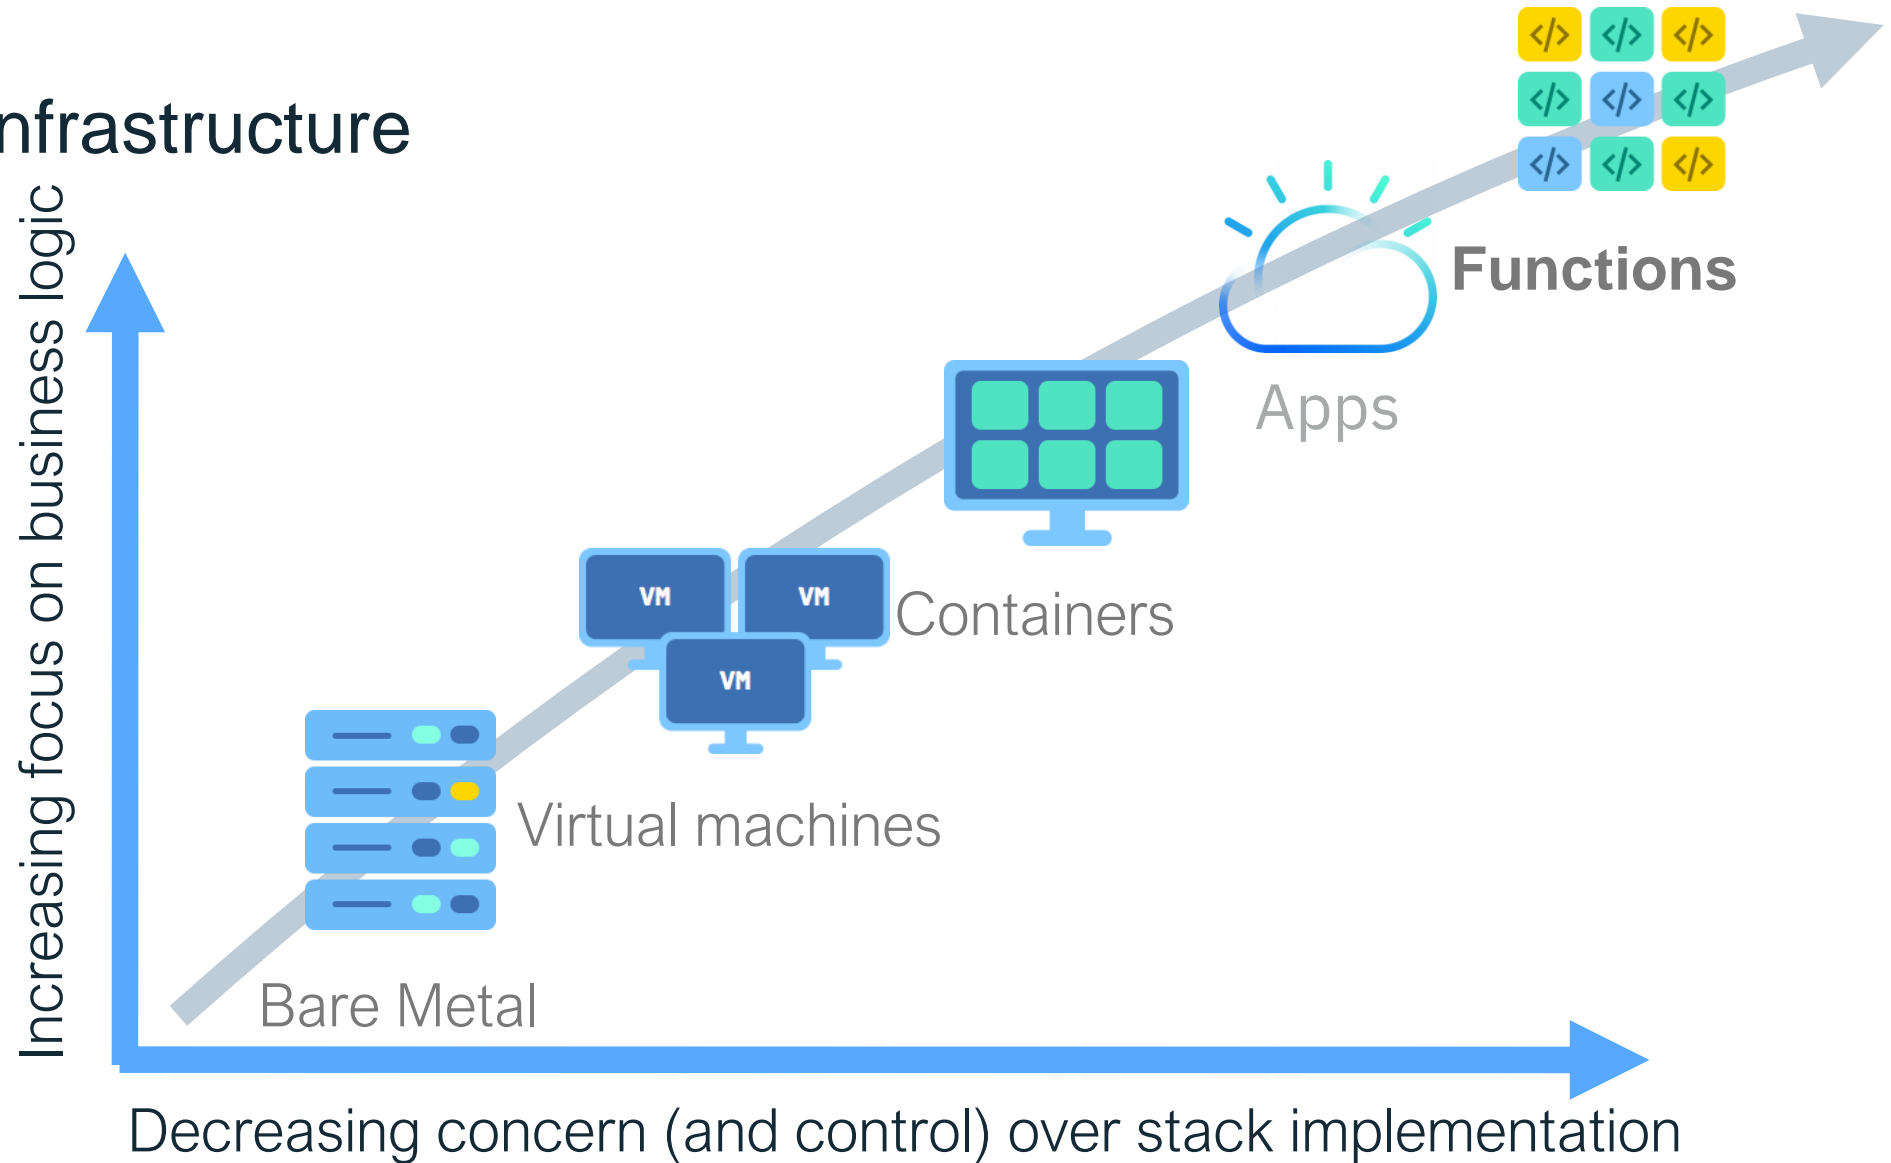 nfrastructure
Increasing focus on business logic
</> </> </>
</> </> </>
</> </> </>
Functions
Apps
VM VM
VM
Containers
Virtual machines
Bare Metal
Decreasing concern (and control) over stack implementation